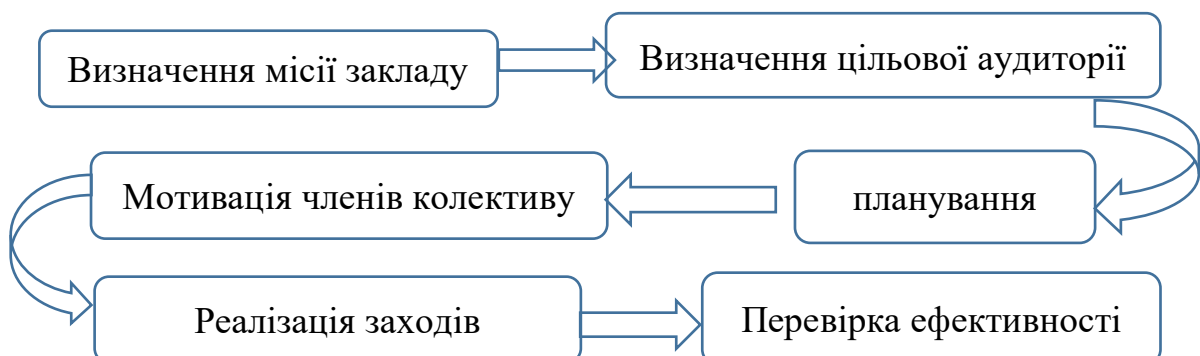 Визначення місії закладу
Визначення цільової аудиторії
планування
Мотивація членів колективу
Реалізація заходів
Перевірка ефективності